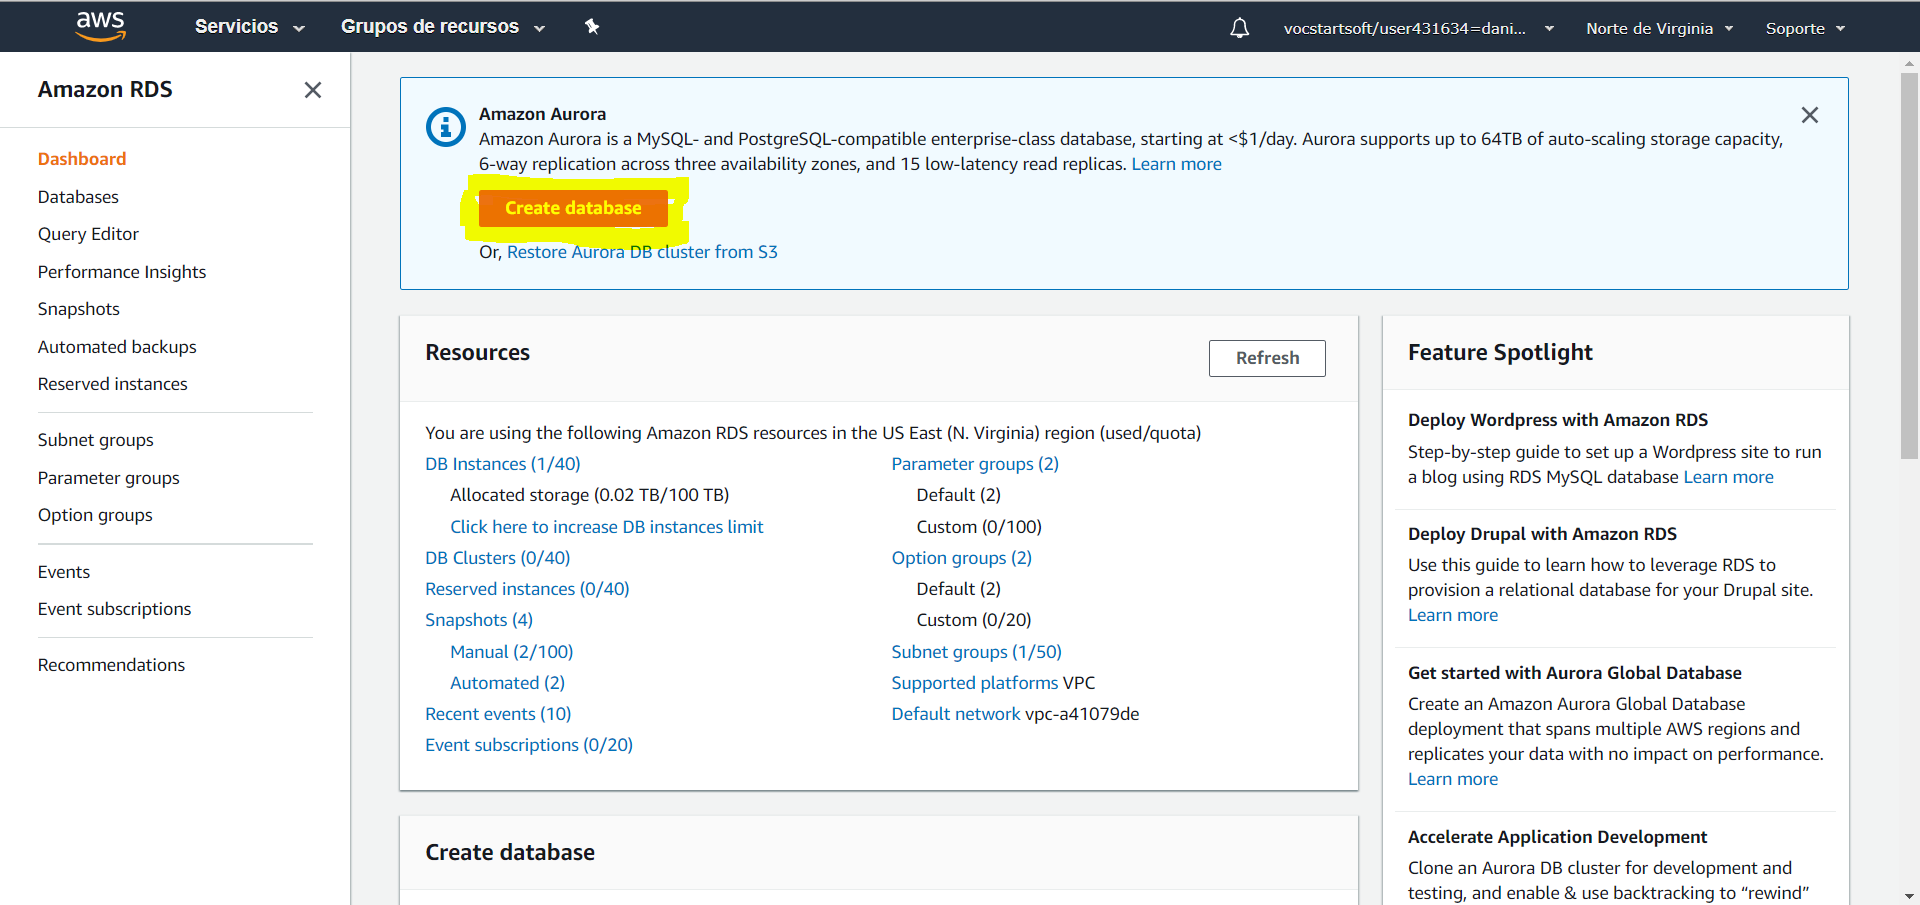 aws Servicios Grupos de recursos vocstartsoft/user431634=dani... Norte de Virginia Soporte
Amazon RDS
Dashboard
Databases
Query Editor
Performance Insights
Snapshots
Automated backups
Reserved instances
Subnet groups
Parameter groups
Option groups
Events
Event subscriptions
Recommendations
Amazon Aurora
Amazon Aurora is a MySQL- and PostgreSQL-compatible enterprise-class database, starting at <$1/day. Aurora supports up to 64TB of auto-scaling storage capacity,
6-way replication across three availability zones, and 15 low-latency read replicas. Learn more
Create database
Or, Restore Aurora DB cluster from S3
Resources
Refresh
You are using the following Amazon RDS resources in the US East (N. Virginia) region (used/quota)
DB Instances (1/40)
Allocated storage (0.02 TB/100 TB)
Click here to increase DB instances limit
DB Clusters (0/40)
Reserved instances (0/40)
Snapshots (4)
Manual (2/100)
Automated (2)
Recent events (10)
Event subscriptions (0/20)
Parameter groups (2)
Default (2)
Custom (0/100)
Option groups (2)
Default (2)
Custom (0/20)
Subnet groups (1/50)
Supported platforms VPC
Default network vpc-a41079de
Create database
Feature Spotlight
Deploy Wordpress with Amazon RDS
Step-by-step guide to set up a Wordpress site to run
a blog using RDS MySQL database Learn more
Deploy Drupal with Amazon RDS
Use this guide to learn how to leverage RDS to
provision a relational database for your Drupal site.
Learn more
Get started with Aurora Global Database
Create an Amazon Aurora Global Database
deployment that spans multiple AWS regions and
replicates your data with no impact on performance.
Learn more
Accelerate Application Development
Clone an Aurora DB cluster for development and
testing, and enable & use backtracking to “rewind”